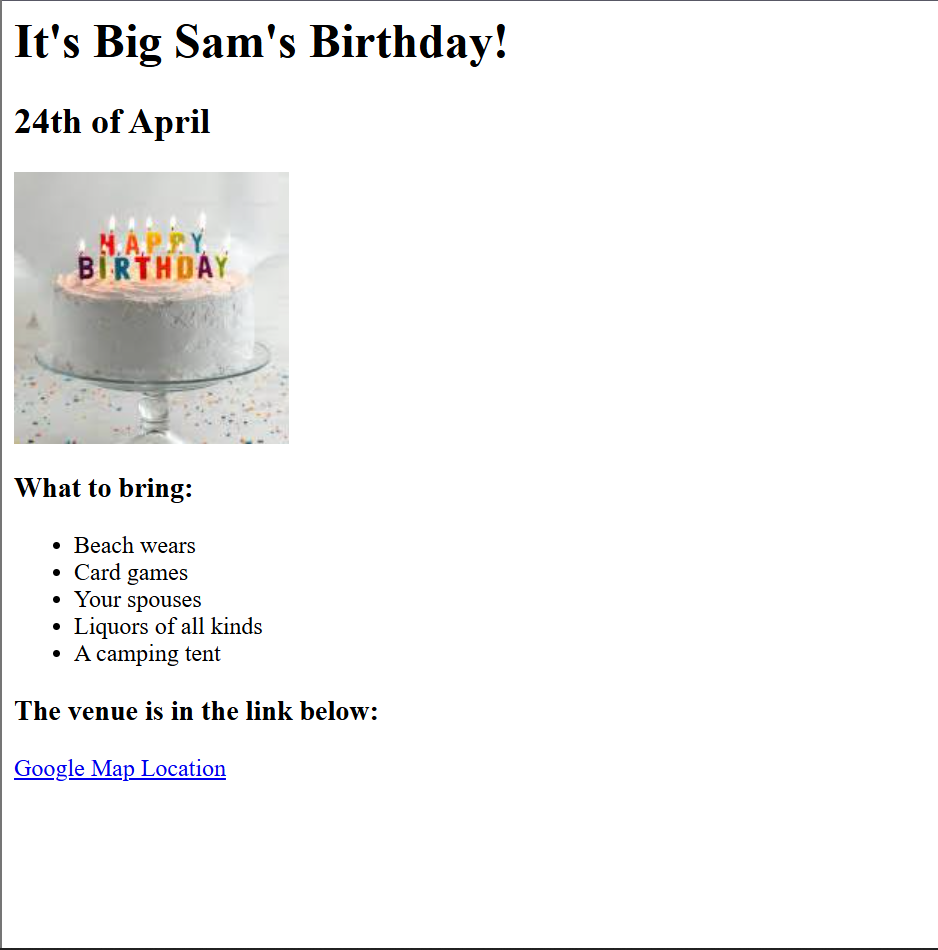 It's Big Sam's Birthday!
24th of April
HAPPY
BIRTHDAY
What to bring:
Beach wears
Card games
Your spouses
Liquors of all kinds
A camping tent
The venue is in the link below:
Google Map Location